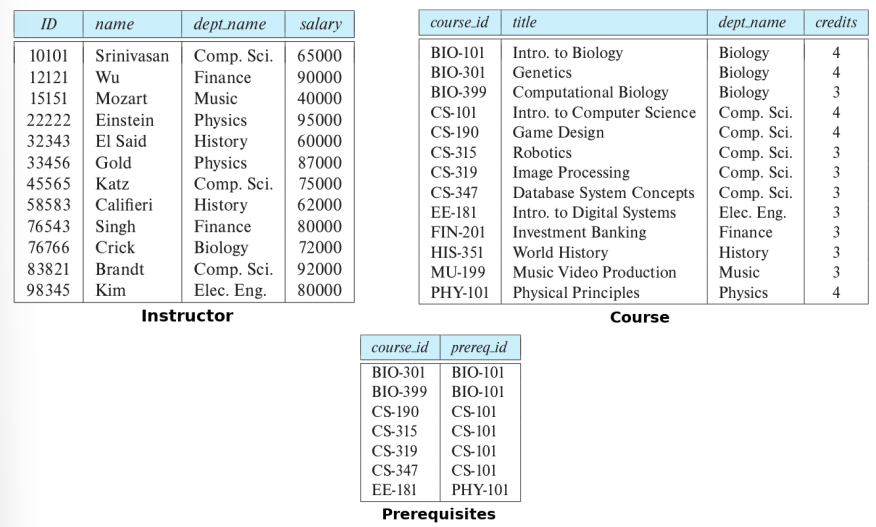 ID name dept_name salary
10101 Srinivasan Comp. Sci. 65000
12121 Wu Finance 90000
15151 Mozart Music 40000
22222 Einstein Physics 95000
32343 El Said History 60000
33456 Gold Physics 87000
45565 Katz Comp. Sci. 75000
58583 Califieri History 62000
76543 Singh Finance 80000
76766 Crick Biology 72000
83821 Brandt Comp. Sci. 92000
98345 Kim Elec. Eng. 80000
Instructor
course_id title dept_name credits
BIO-101 Intro. to Biology Biology 4
BIO-301 Genetics Biology 4
BIO-399 Computational Biology Biology 3
CS-101 Intro. to Computer Science Comp. Sci. 4
CS-190 Game Design Comp. Sci. 4
CS-315 Robotics Comp. Sci. 3
CS-319 Image Processing Comp. Sci. 3
CS-347 Database System Concepts Comp. Sci. 3
EE-181 Intro. to Digital Systems Elec. Eng. 3
FIN-201 Investment Banking Finance 3
HIS-351 World History History 3
MU-199 Music Video Production Music 3
PHY-101 Physical Principles Physics 4
Course
course_id prereq_id
BIO-301 BIO-101
BIO-399 BIO-101
CS-190 CS-101
CS-315 CS-101
CS-319 CS-101
CS-347 CS-101
EE-181 PHY-101
Prerequisites